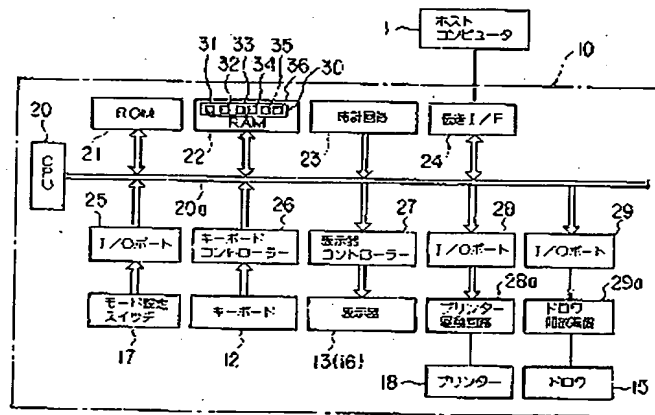 31 33 35
32 34 36
30
1
ホスト
コンピュータ
10
20
CPU
ROM
21
RAM
22
時計回路
23
伝送I/F
24
20a
25
I/Oポート
26
キーボード
コントローラー
27
表示器
コントローラー
28
I/Oポート
29
I/Oポート
モード設定
スイッチ
17
キーボード
12
表示器
13(16)
28a
プリンター
駆動回路
29a
ドロワ
18
プリンター
ドロワ
15